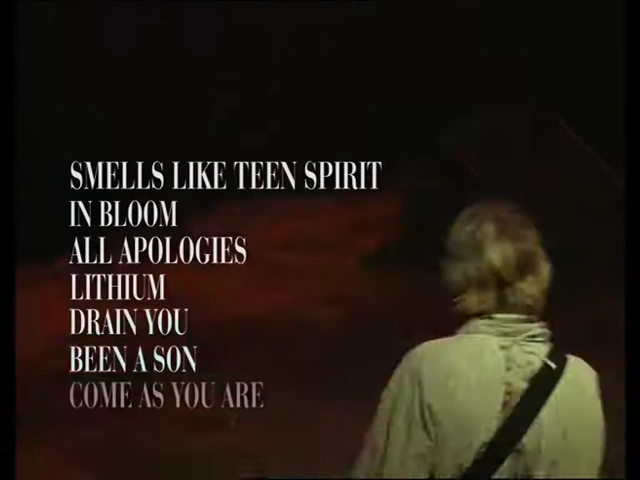 SMELLS LIKE TEEN SPIRIT
IN BLOOM
ALL APOLOGIES
LITHIUM
DRAIN YOU
BEEN A SON
COME AS YOU ARE